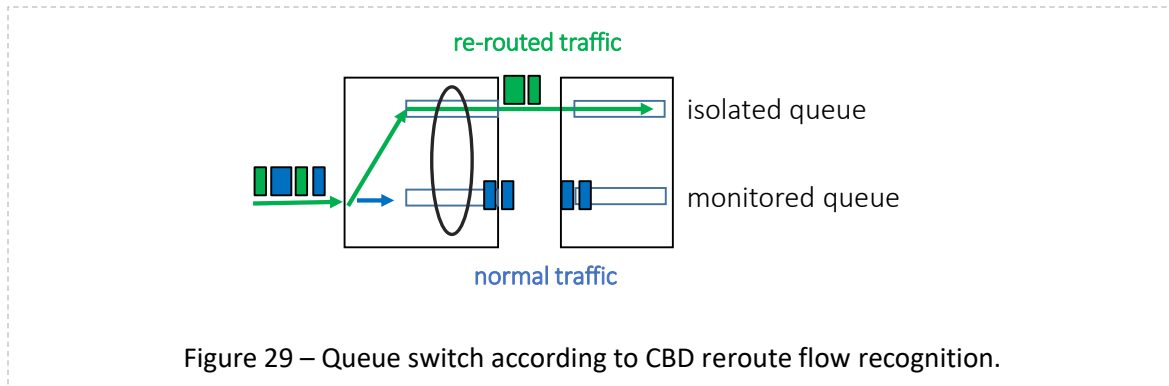 re-routed traffic
isolated queue
monitored queue
normal traffic
Figure 29 – Queue switch according to CBD reroute flow recognition.